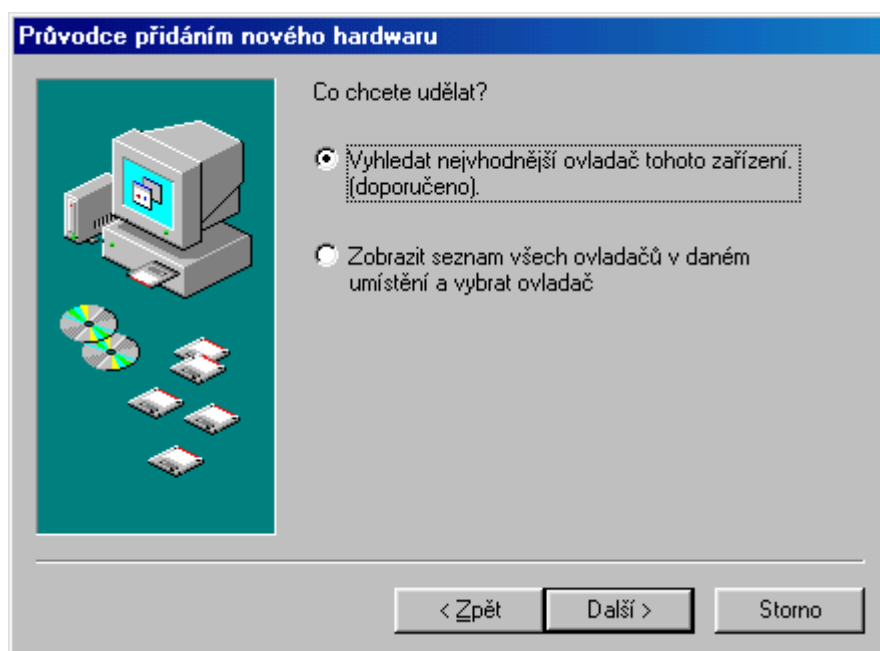 Průvodce přidáním nového hardwaru
Co chcete udělat?
Vyhledat nejvhodnější ovladač tohoto zařízení.
(doporučeno).
Zobrazit seznam všech ovladačů v daném
umístění a vybrat ovladač
< Zpět
Další >
Storno